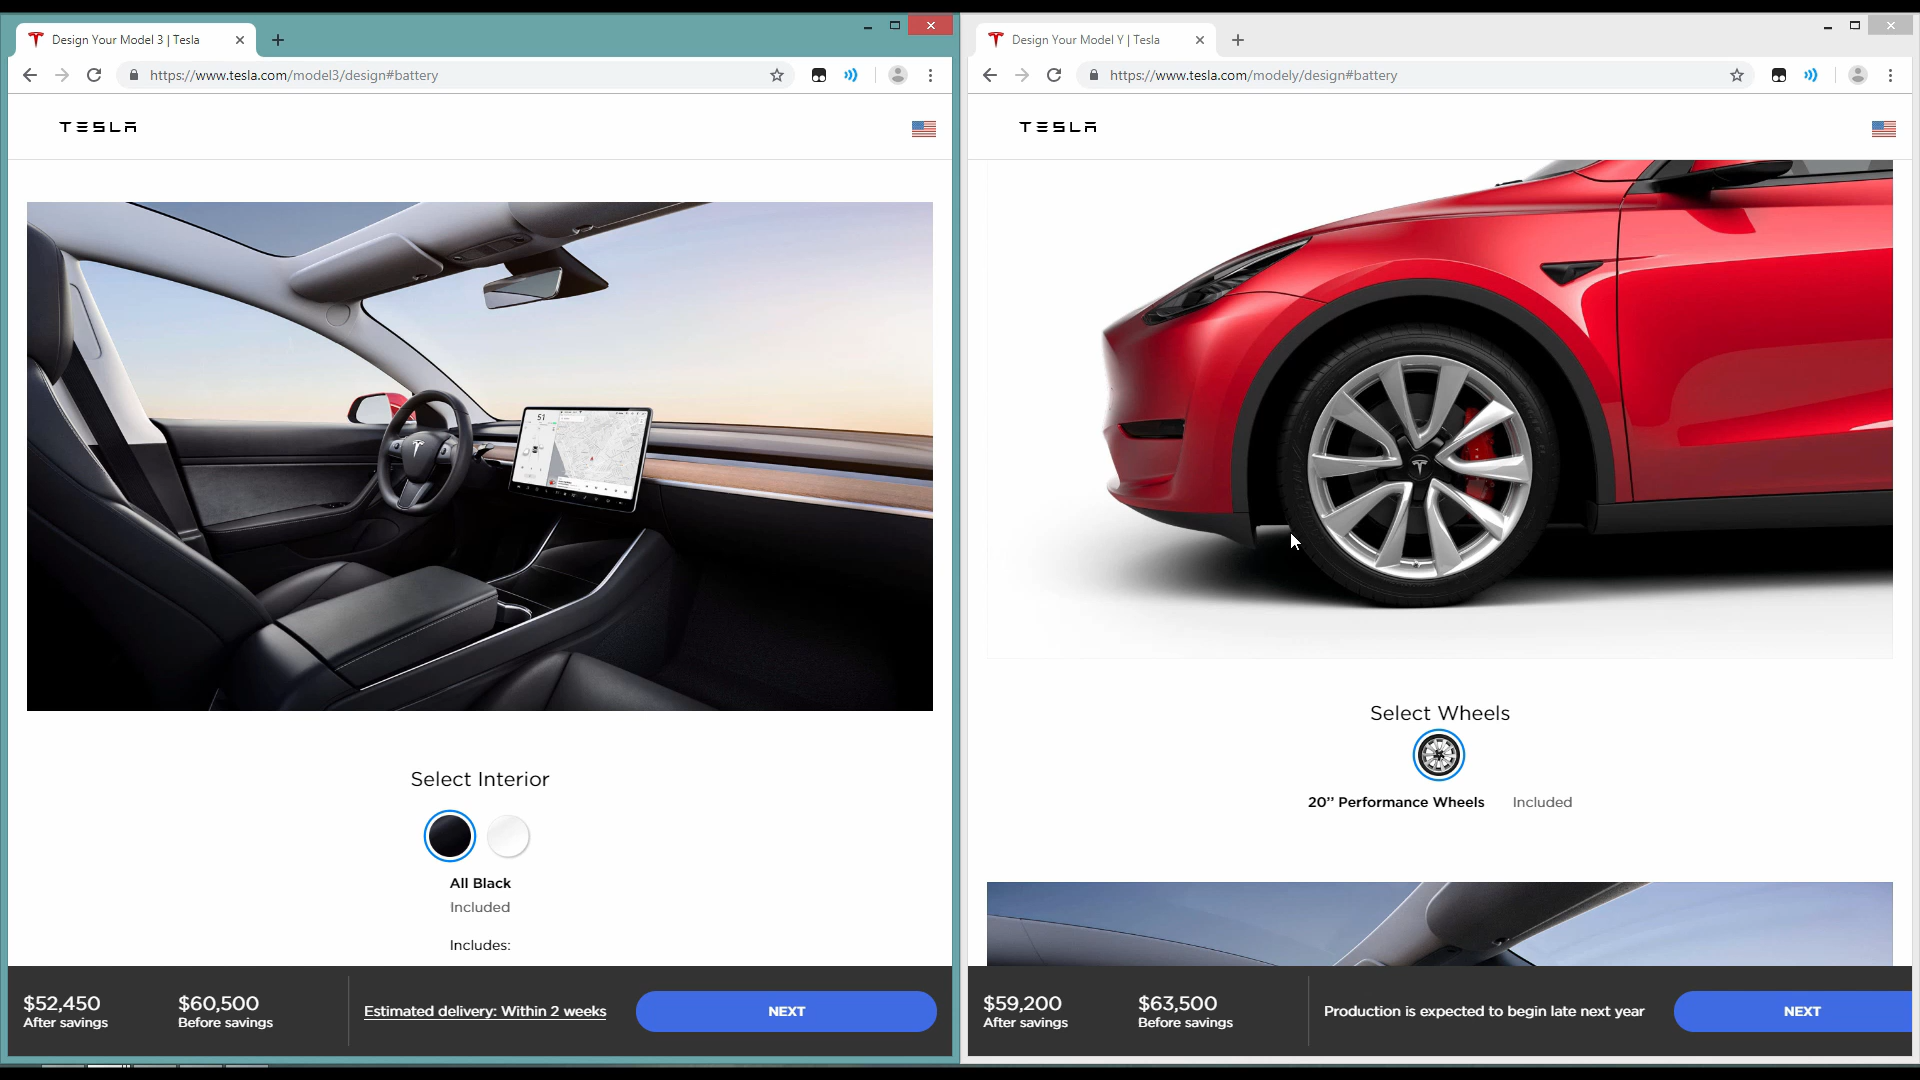 Design Your Model 3 | Tesla
https://www.tesla.com/model3/design#battery
TESLA
51
Select Interior
All Black
Included
Includes:
$52,450
After savings
$60,500
Before savings
Estimated delivery: Within 2 weeks
NEXT
Design Your Model Y | Tesla
https://www.tesla.com/modely/design#battery
TESLA
Select Wheels
20’’ Performance Wheels Included
$59,200
After savings
$63,500
Before savings
Production is expected to begin late next year
NEXT